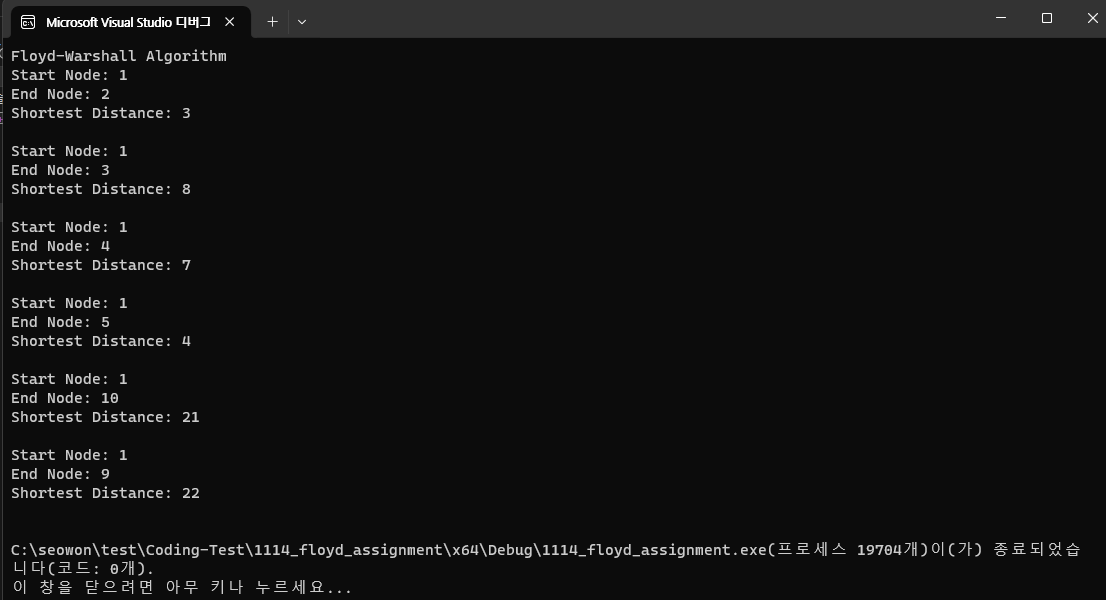 Microsoft Visual Studio 디버그
Floyd-Warshall Algorithm
Start Node: 1
End Node: 2
Shortest Distance: 3
Start Node: 1
End Node: 3
Shortest Distance: 8
Start Node: 1
End Node: 4
Shortest Distance: 7
Start Node: 1
End Node: 5
Shortest Distance: 4
Start Node: 1
End Node: 10
Shortest Distance: 21
Start Node: 1
End Node: 9
Shortest Distance: 22
C:\seowon\test\Coding-Test\1114_floyd_assignment\x64\Debug\1114_floyd_assignment.exe(프로세스 19704개)이(가) 종료되었습
니다(코드: 0개).
이 창을 닫으려면 아무 키나 누르세요...